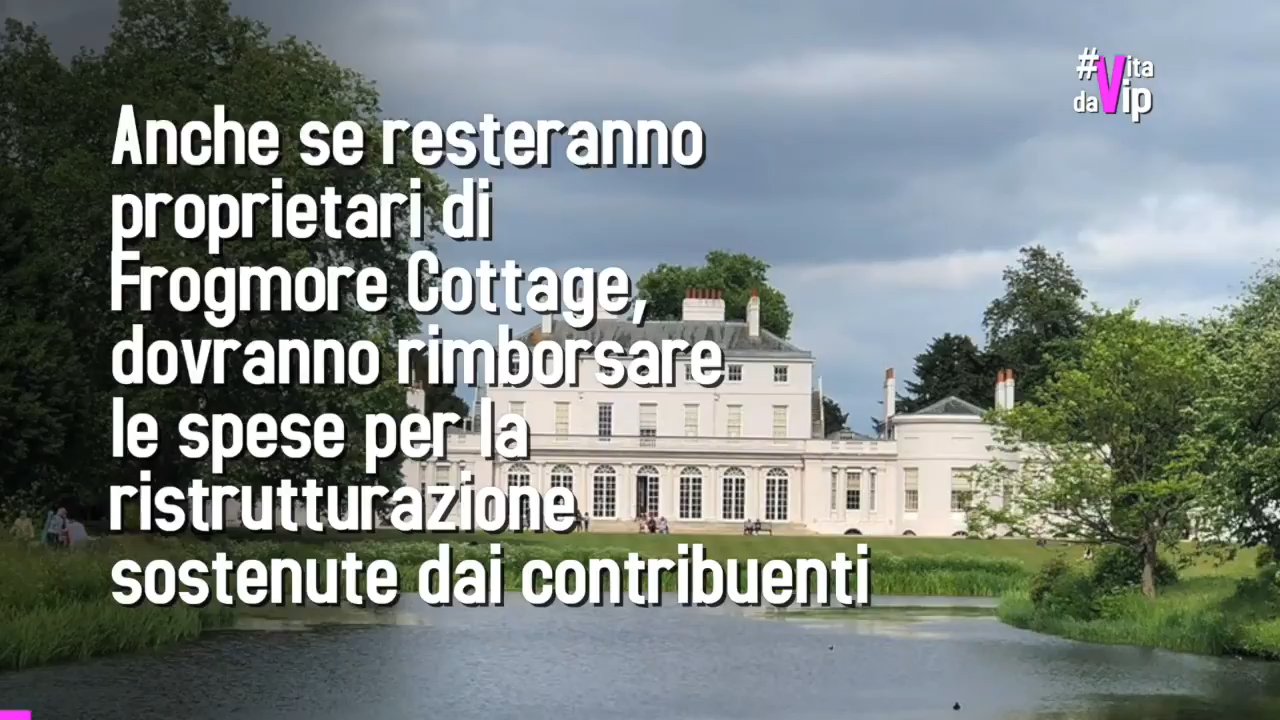 #Vita
daVip
Anche se resteranno
proprietari di
Frogmore Cottage,
dovranno rimborsare
le spese per la
ristrutturazione
sostenute dai contribuenti